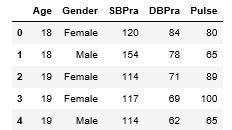 Age Gender SBPra DBPra Pulse
0 18 Female 120 84 80
1 18 Male 154 78 65
2 19 Female 114 71 89
3 19 Female 117 69 100
4 19 Male 114 62 65